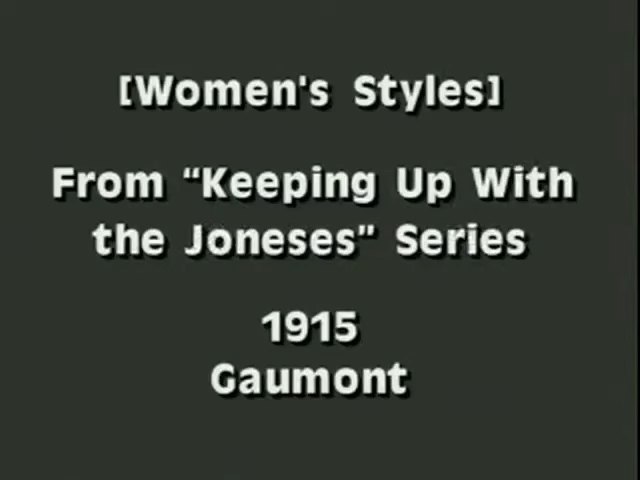 [Women's Styles]
From “Keeping Up With
the Joneses” Series
1915
Gaumont